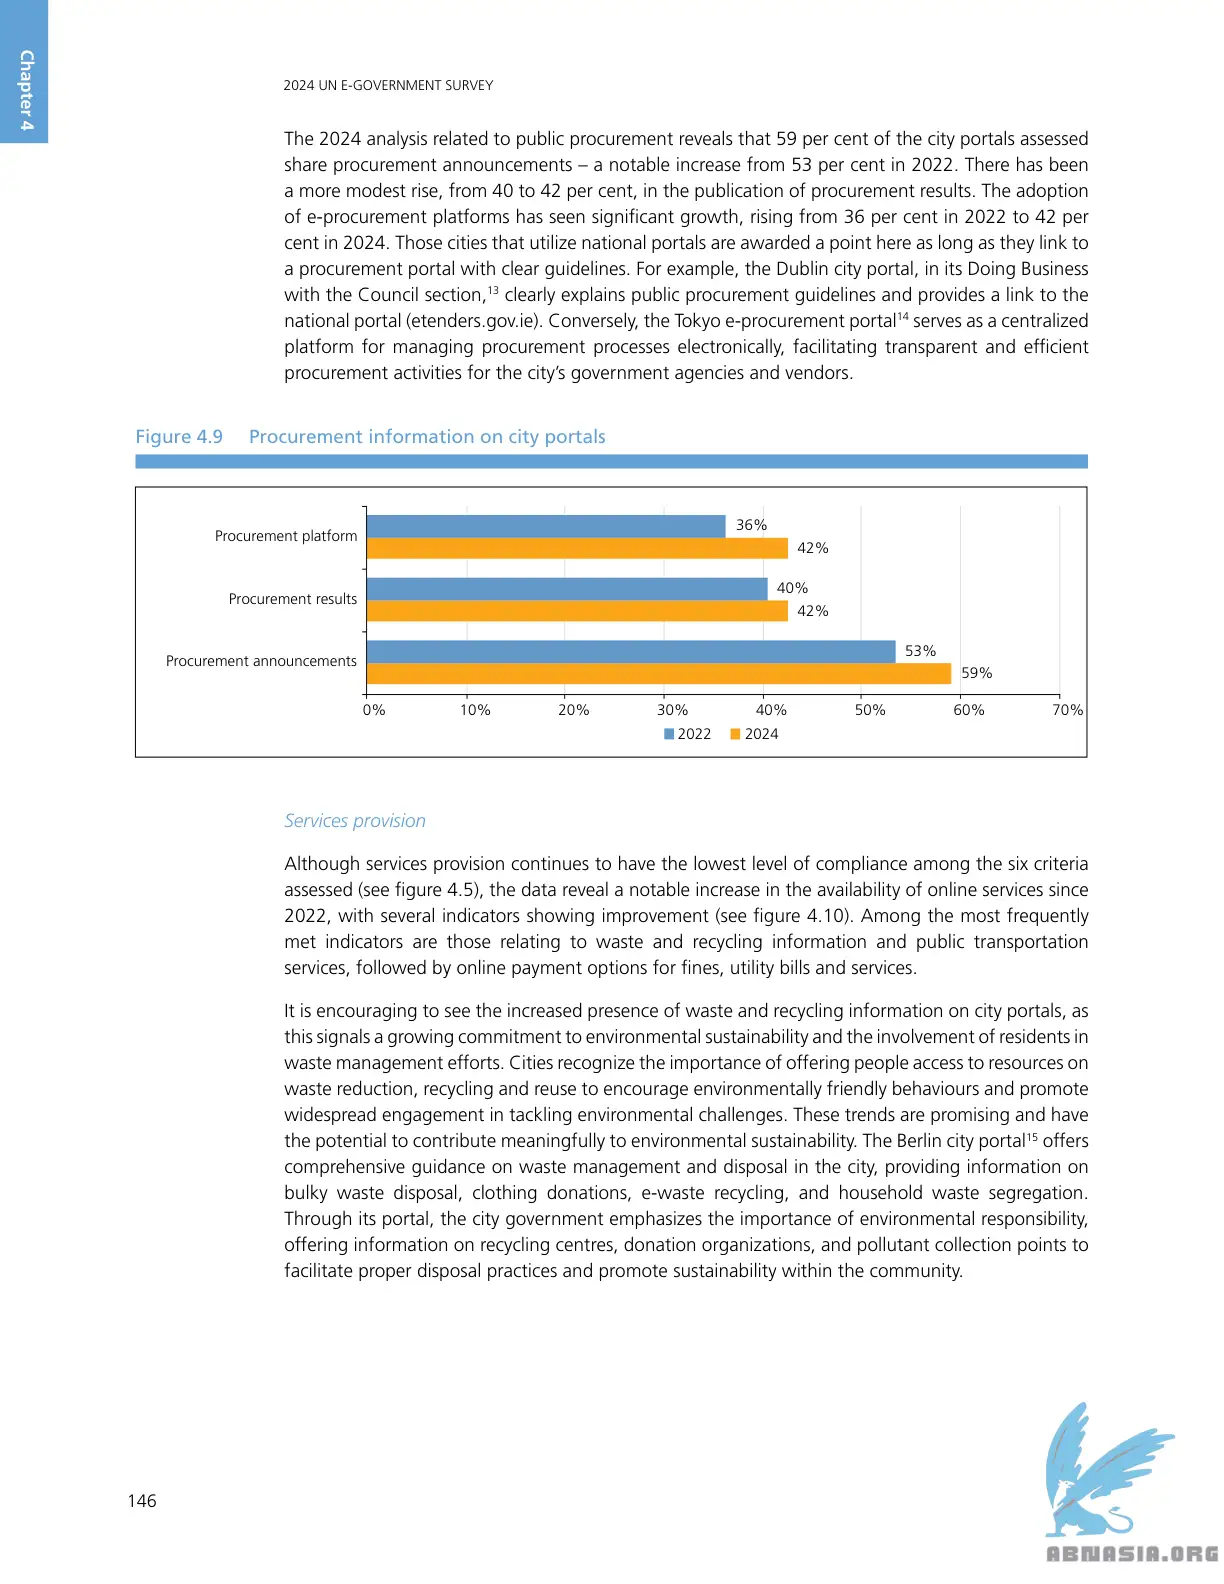 Chapter 4
2024 UN E-GOVERNMENT SURVEY
The 2024 analysis related to public procurement reveals that 59 per cent of the city portals assessed
share procurement announcements – a notable increase from 53 per cent in 2022. There has been
a more modest rise, from 40 to 42 per cent, in the publication of procurement results. The adoption
of e-procurement platforms has seen significant growth, rising from 36 per cent in 2022 to 42 per
cent in 2024. Those cities that utilize national portals are awarded a point here as long as they link to
a procurement portal with clear guidelines. For example, the Dublin city portal, in its Doing Business
with the Council section,13 clearly explains public procurement guidelines and provides a link to the
national portal (etenders.gov.ie). Conversely, the Tokyo e-procurement portal14 serves as a centralized
platform for managing procurement processes electronically, facilitating transparent and efficient
procurement activities for the city’s government agencies and vendors.
Figure 4.9 Procurement information on city portals
Procurement platform
36%
42%
Procurement results
40%
42%
Procurement announcements
53%
59%
0% 10% 20% 30% 40% 50% 60% 70%
2022 2024
Services provision
Although services provision continues to have the lowest level of compliance among the six criteria
assessed (see figure 4.5), the data reveal a notable increase in the availability of online services since
2022, with several indicators showing improvement (see figure 4.10). Among the most frequently
met indicators are those relating to waste and recycling information and public transportation
services, followed by online payment options for fines, utility bills and services.
It is encouraging to see the increased presence of waste and recycling information on city portals, as
this signals a growing commitment to environmental sustainability and the involvement of residents in
waste management efforts. Cities recognize the importance of offering people access to resources on
waste reduction, recycling and reuse to encourage environmentally friendly behaviours and promote
widespread engagement in tackling environmental challenges. These trends are promising and have
the potential to contribute meaningfully to environmental sustainability. The Berlin city portal15 offers
comprehensive guidance on waste management and disposal in the city, providing information on
bulky waste disposal, clothing donations, e-waste recycling, and household waste segregation.
Through its portal, the city government emphasizes the importance of environmental responsibility,
offering information on recycling centres, donation organizations, and pollutant collection points to
facilitate proper disposal practices and promote sustainability within the community.
146
ABNASIA.ORG